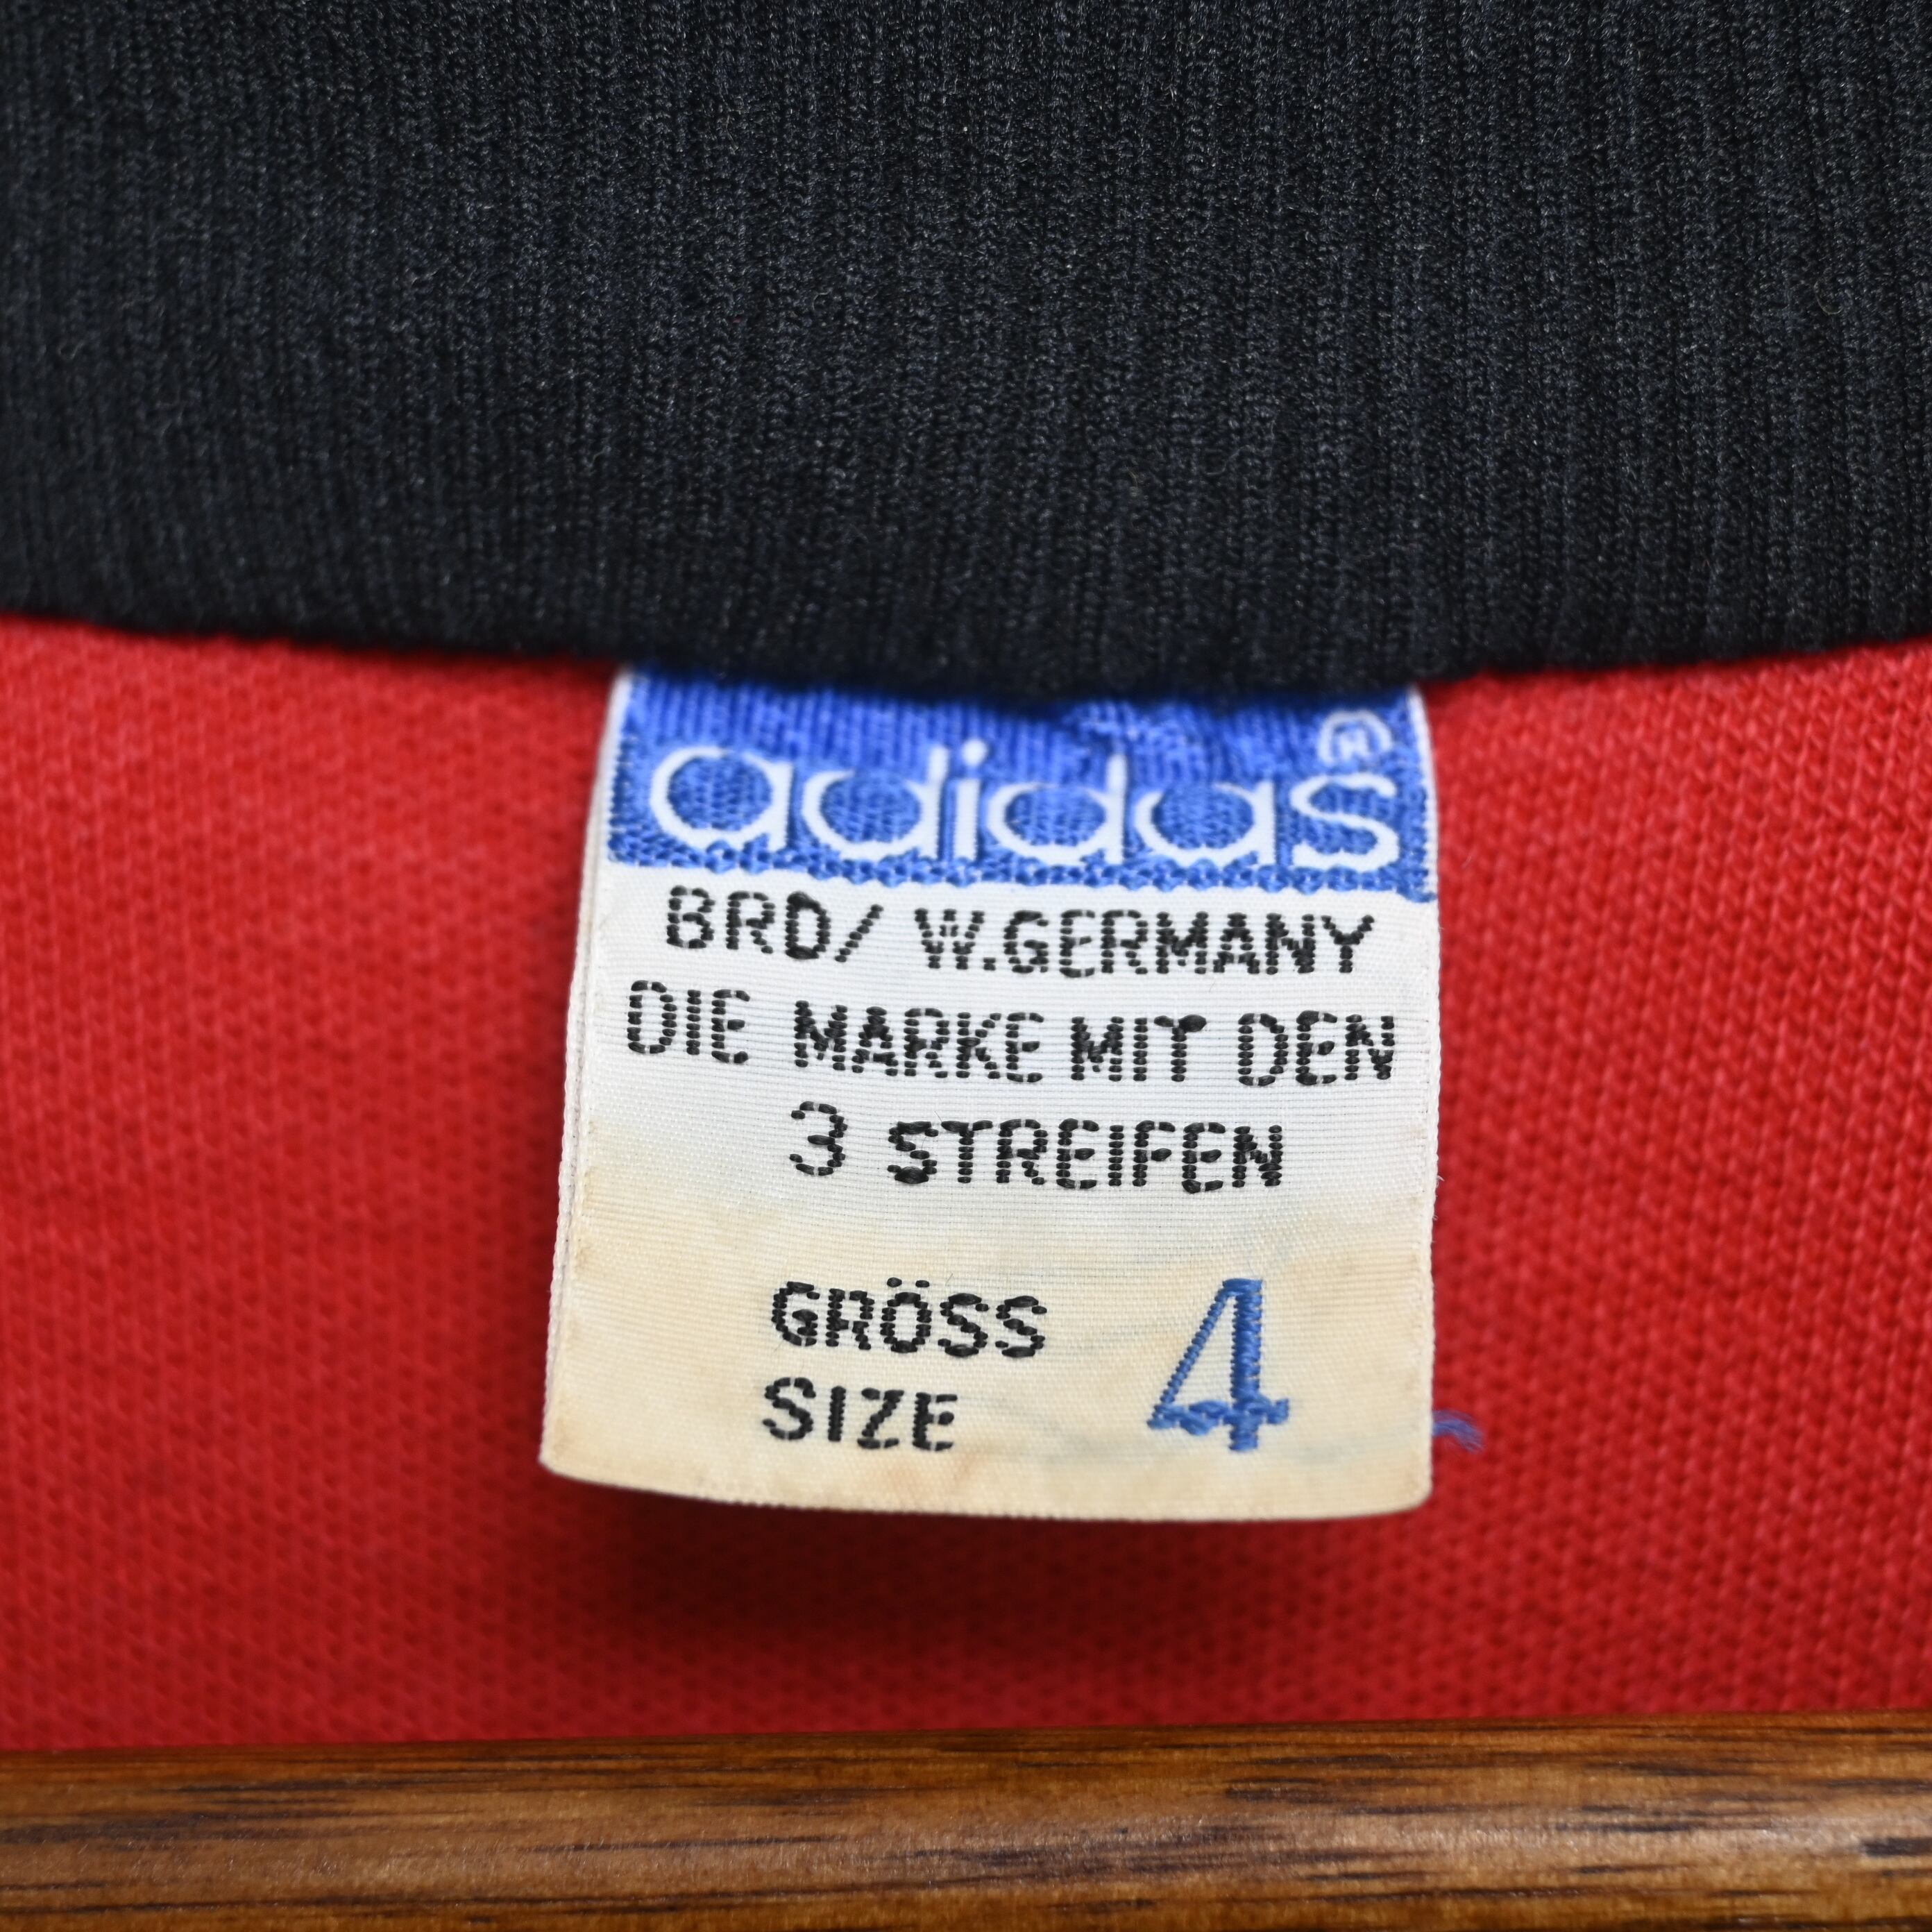 adidas®
BRD/ W.GERMANY
DIE MARKE MIT DEN
3 STREIFEN
GRÖSS
SIZE 4